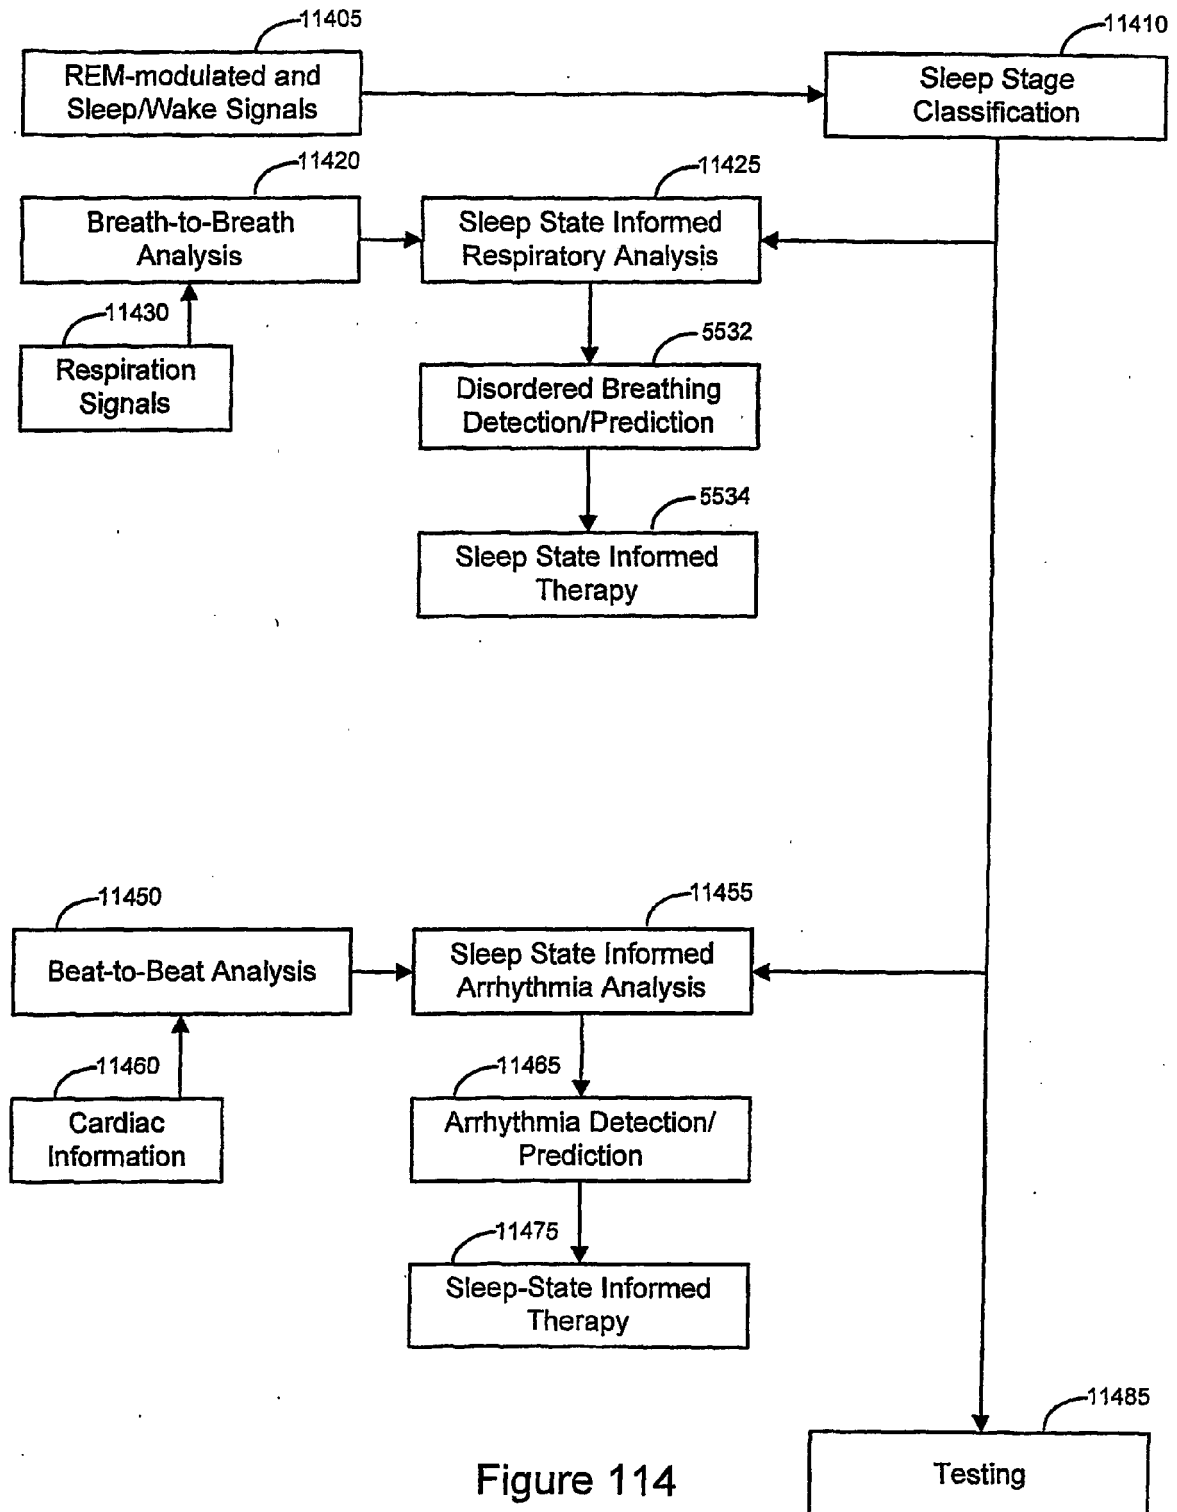 11405
REM-modulated and
Sleep/Wake Signals
11410
Sleep Stage
Classification
11420
Breath-to-Breath
Analysis
11425
Sleep State Informed
Respiratory Analysis
11430
Respiration
Signals
5532
Disordered Breathing
Detection/Prediction
5534
Sleep State Informed
Therapy
11450
Beat-to-Beat Analysis
11455
Sleep State Informed
Arrhythmia Analysis
11460
Cardiac
Information
11465
Arrhythmia Detection/
Prediction
11475
Sleep-State Informed
Therapy
11485
Testing
Figure 114